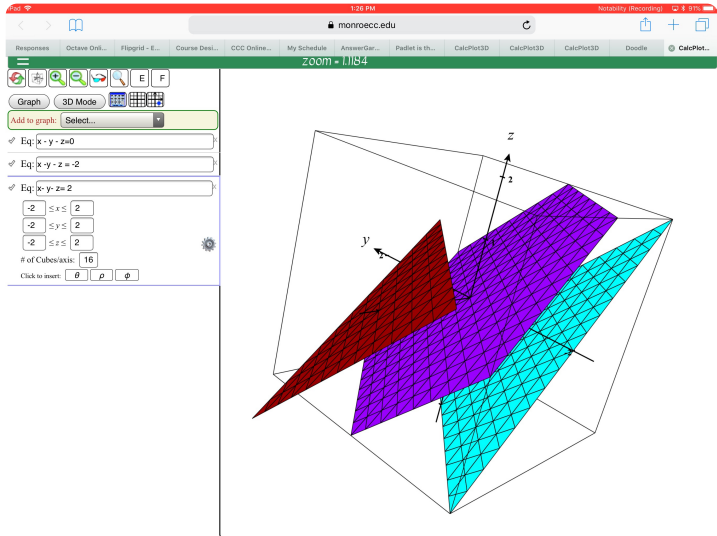 iPad 1:26 PM Notability (Recording) 91%
monroecc.edu
Responses Octave Onli... Flipgrid - E... Course Desi... CCC Online... My Schedule AnswerGar... Padlet is th... CalcPlot3D CalcPlot3D CalcPlot3D Doodle CalcPlot...
zoom = 1.1184
E F
Graph 3D Mode
Add to graph: Select...
Eq: x - y - z=0 x
Eq: x -y - z = -2 x
Eq: x- y- z= 2 x
-2 ≤ x ≤ 2
-2 ≤ y ≤ 2
-2 ≤ z ≤ 2
# of Cubes/axis: 16
Click to insert: θ ρ φ
z
2
y
2